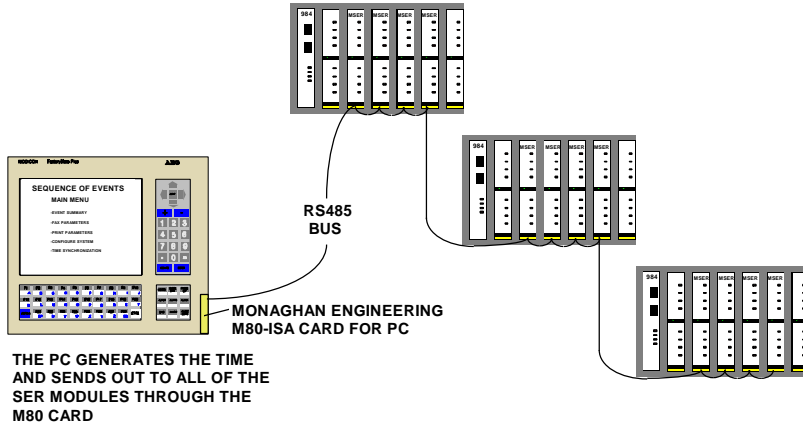 984 MSER MSER MSER MSER
984 MSER MSER MSER MSER
984 MSER MSER MSER MSER
SEQUENCE OF EVENTS
MAIN MENU
-EVENT SUMMARY
-FAX PARAMETERS
-PRINT PARAMETERS
-CONFIGURE SYSTEM
-TIME SYNCHRONIZATION
RS485
BUS
MONAGHAN ENGINEERING
M80-ISA CARD FOR PC
THE PC GENERATES THE TIME
AND SENDS OUT TO ALL OF THE
SER MODULES THROUGH THE
M80 CARD